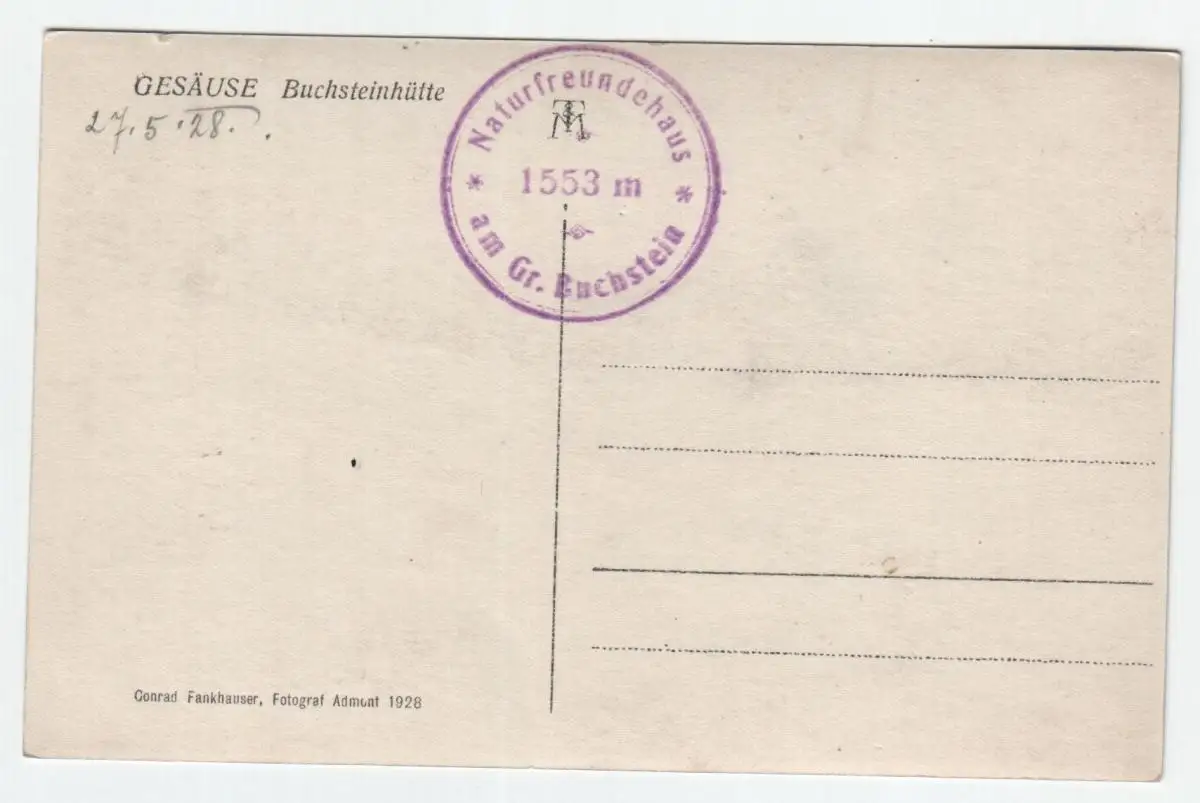 GESÄUSE Buchsteinhütte
27.5.28.
* Naturfreundehaus *
1553 m
am Gr. Buchstein
Conrad Fankhauser, Fotograf Admont 1928